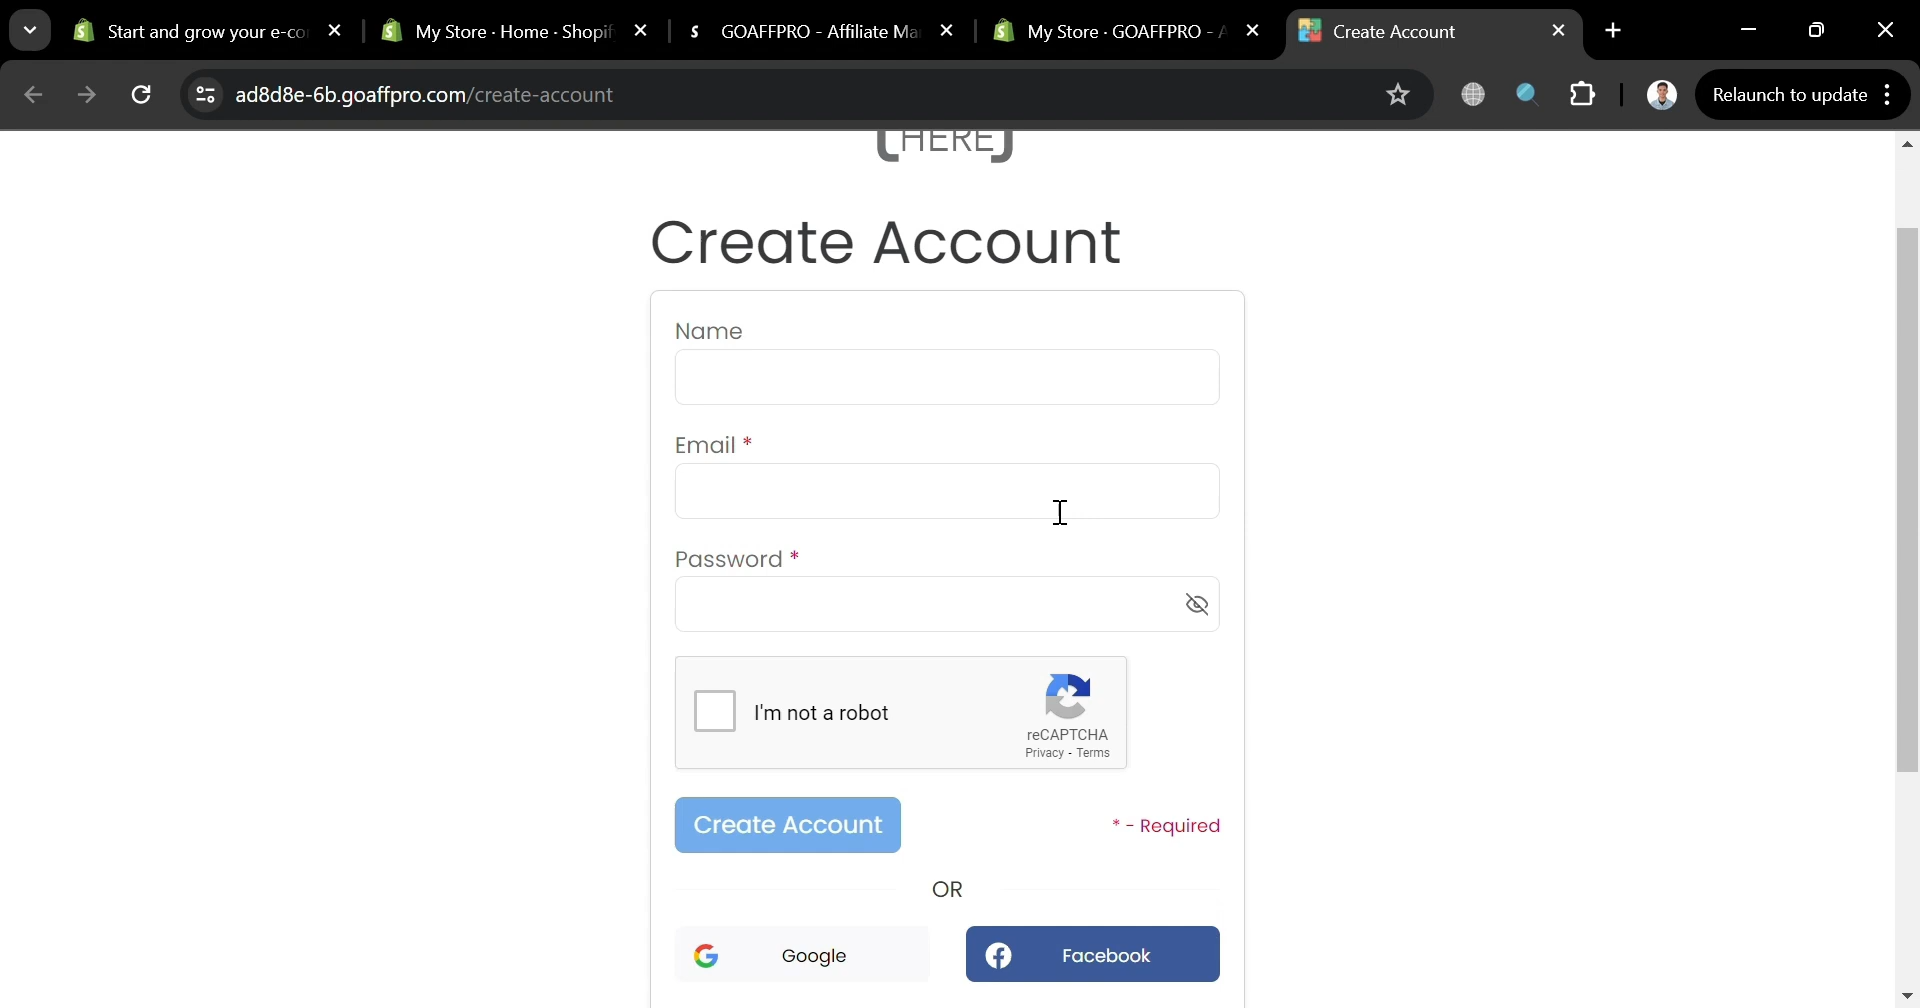 Start and grow your e-co
My Store · Home · Shopif
GOAFFPRO - Affiliate Ma
My Store · GOAFFPRO - A
Create Account
ad8d8e-6b.goaffpro.com/create-account
Relaunch to update
[HERE]
Create Account
Name
Email *
Password *
I'm not a robot
reCAPTCHA
Privacy - Terms
Create Account
* - Required
OR
Google
Facebook